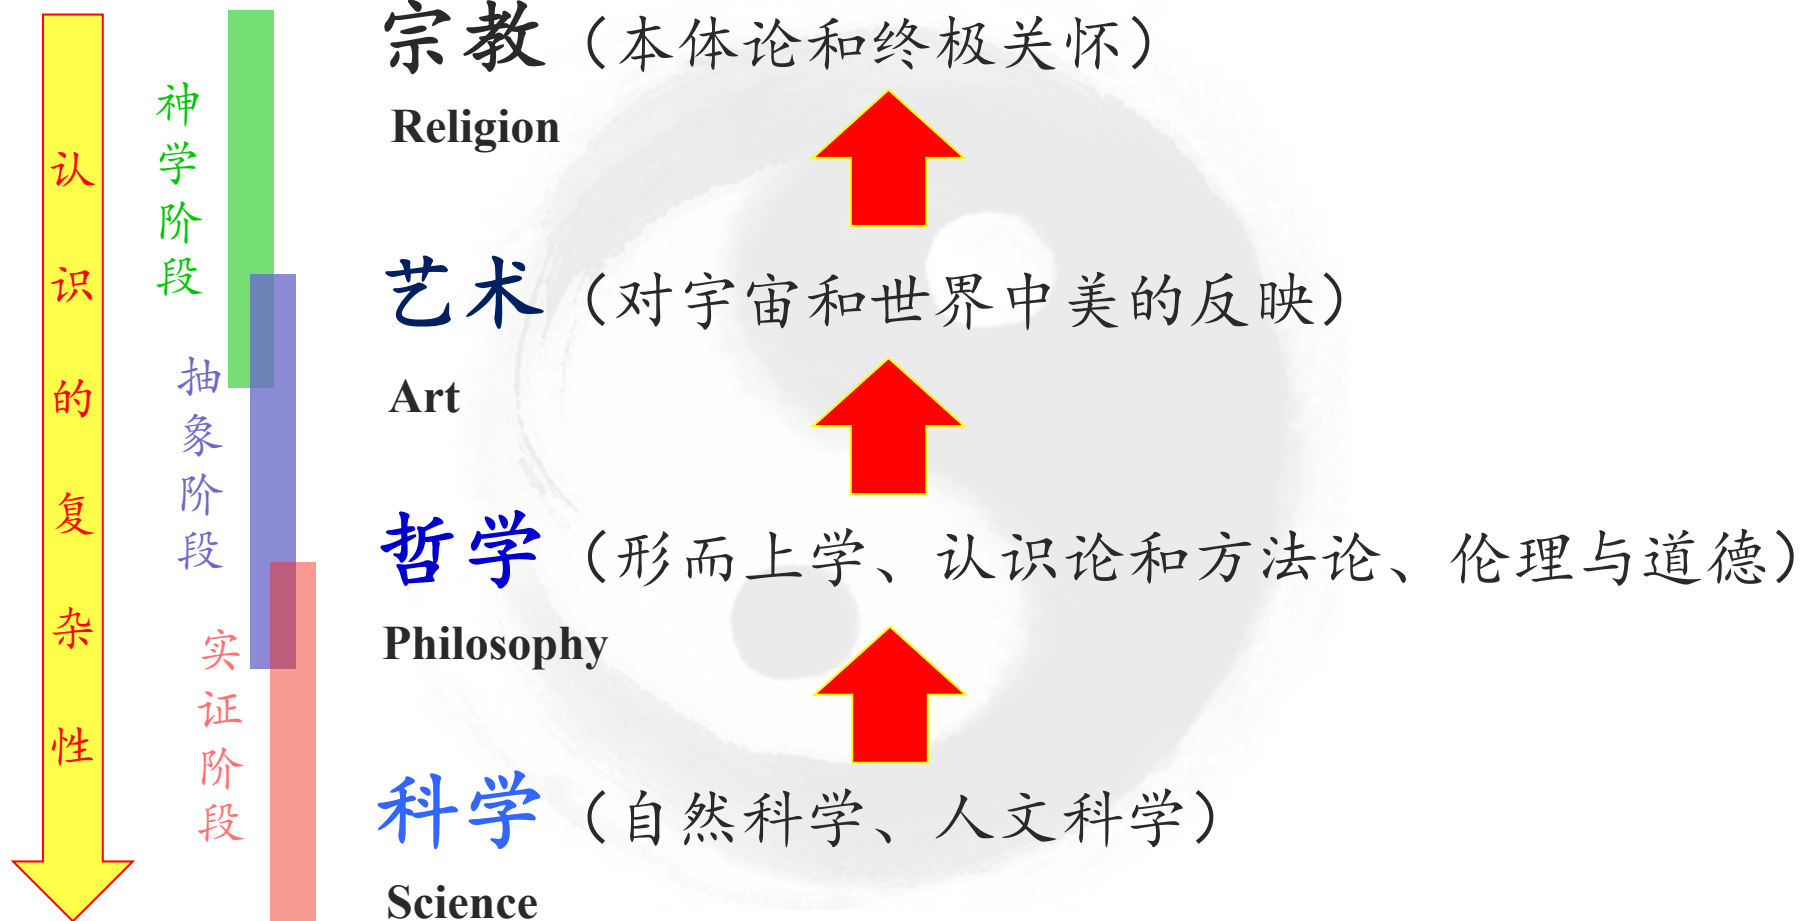 认识的复杂性
神学阶段
抽象阶段
实证阶段
宗教（本体论和终极关怀）
Religion
艺术（对宇宙和世界中美的反映）
Art
哲学（形而上学、认识论和方法论、伦理与道德）
Philosophy
科学（自然科学、人文科学）
Science